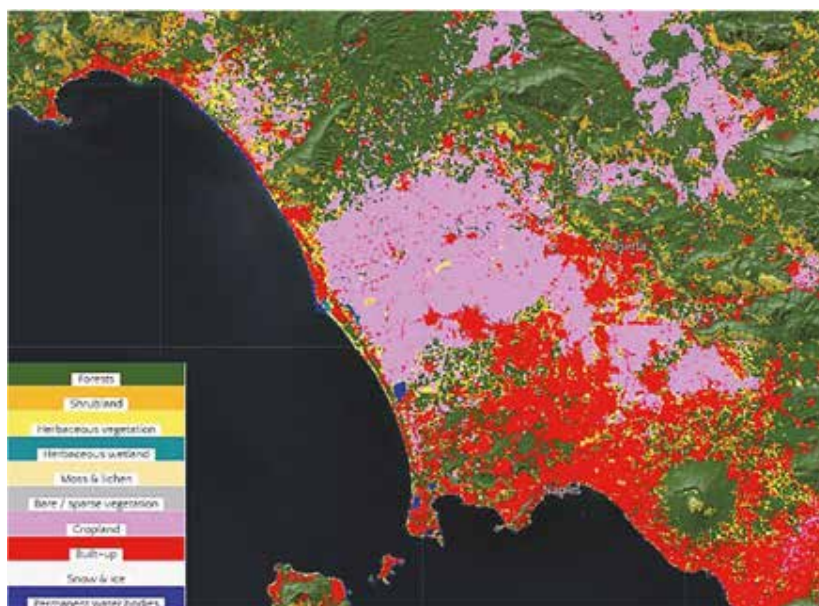 Forests
Shrubland
Herbaceous vegetation
Herbaceous wetland
Moss & lichen
Bare / sparse vegetation
Cropland
Built-up
Snow & ice
Permanent water bodies